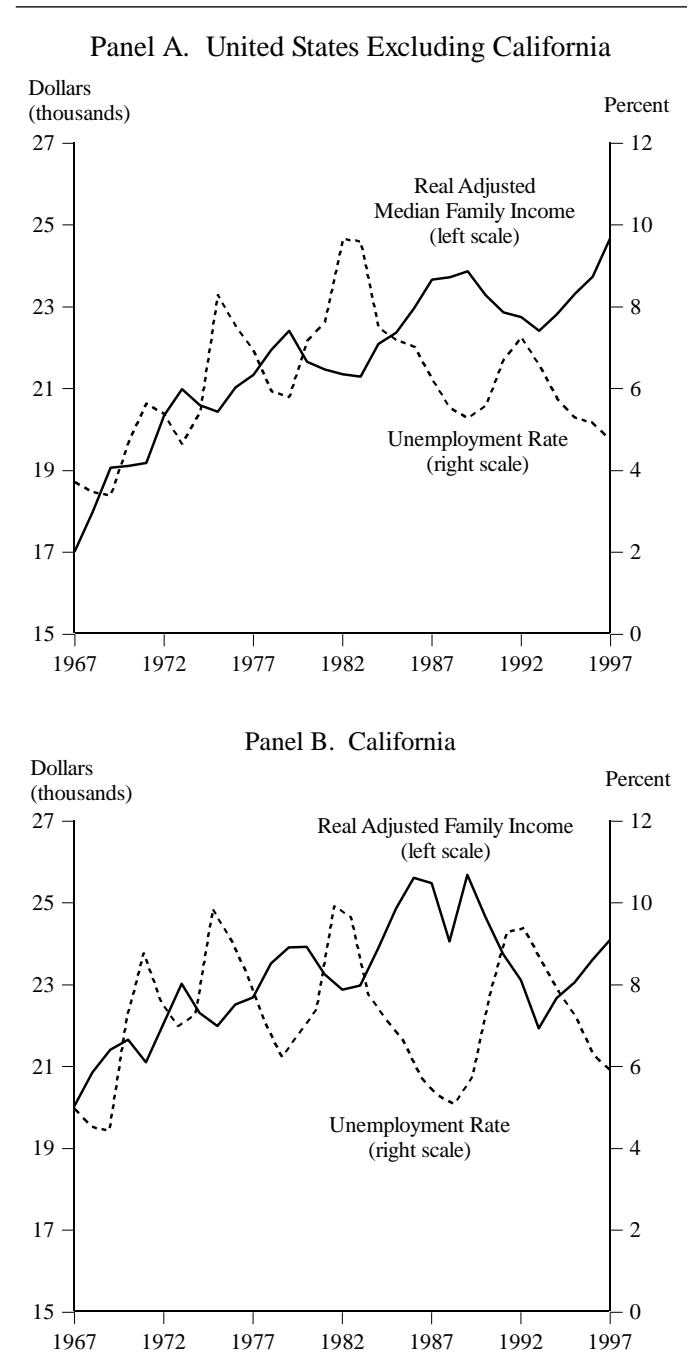 Panel A. United States Excluding California
Dollars
(thousands)
Percent
27
12
Real Adjusted
Median Family Income
(left scale)
25
10
23
8
21
6
Unemployment Rate
(right scale)
19
4
17
2
15
0
1967 1972 1977 1982 1987 1992 1997
Panel B. California
Dollars
(thousands)
Percent
27
12
Real Adjusted Family Income
(left scale)
25
10
23
8
21
6
Unemployment Rate
(right scale)
19
4
17
2
15
0
1967 1972 1977 1982 1987 1992 1997